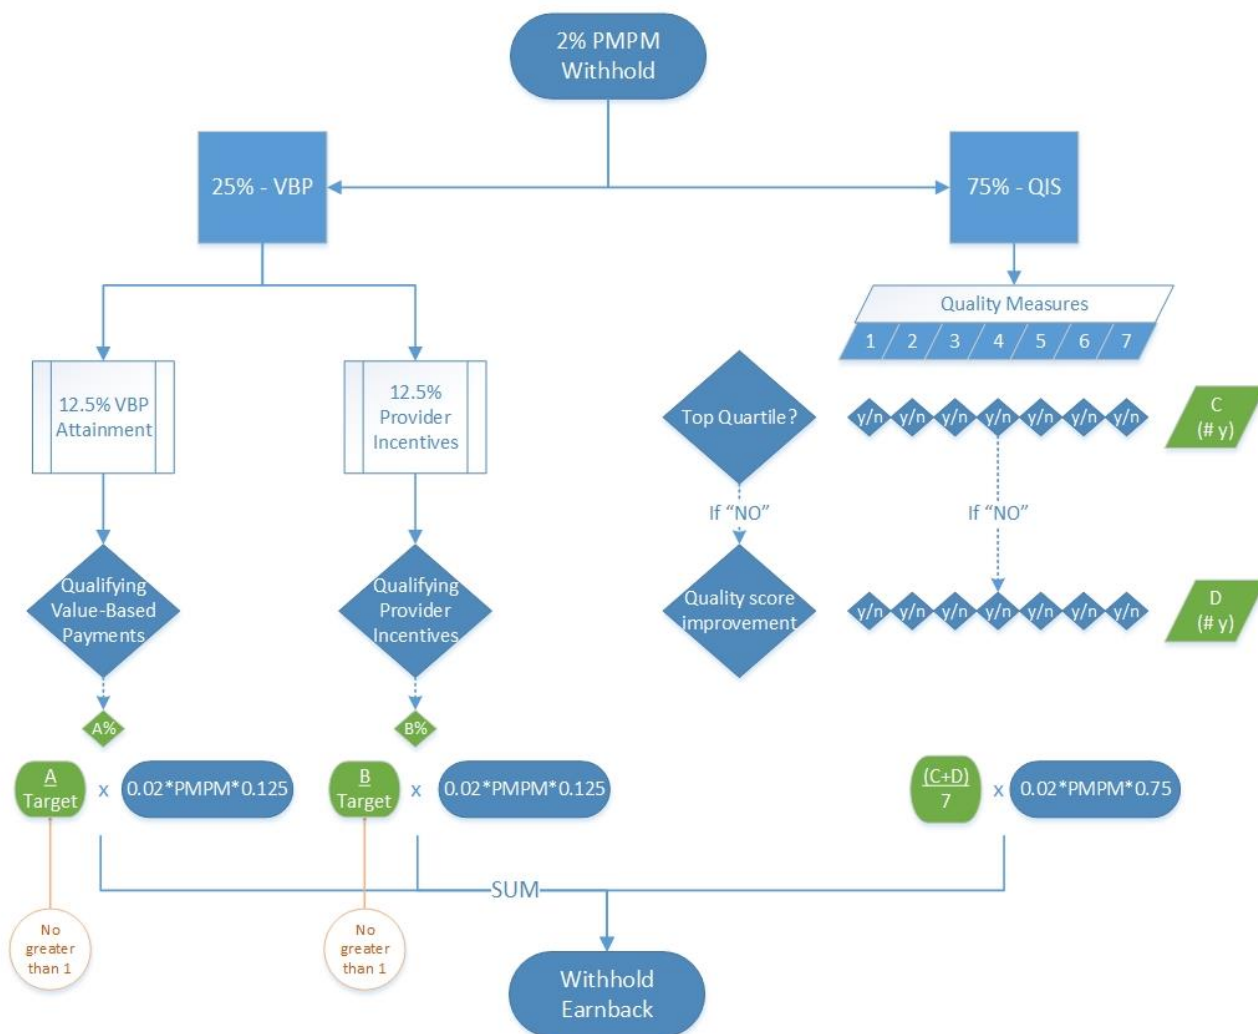 2% PMPM
Withhold
25% - VBP
75% - QIS
Quality Measures
1 2 3 4 5 6 7
12.5% VBP
Attainment
12.5%
Provider
Incentives
Top Quartile?
y/n y/n y/n y/n y/n y/n y/n
C
(# y)
If “NO”
If “NO”
Qualifying
Value-Based
Payments
Qualifying
Provider
Incentives
Quality score
improvement
y/n y/n y/n y/n y/n y/n y/n
D
(# y)
A%
B%
A
Target
x
0.02*PMPM*0.125
B
Target
x
0.02*PMPM*0.125
(C+D)
7
x
0.02*PMPM*0.75
SUM
No
greater
than 1
No
greater
than 1
Withhold
Earnback